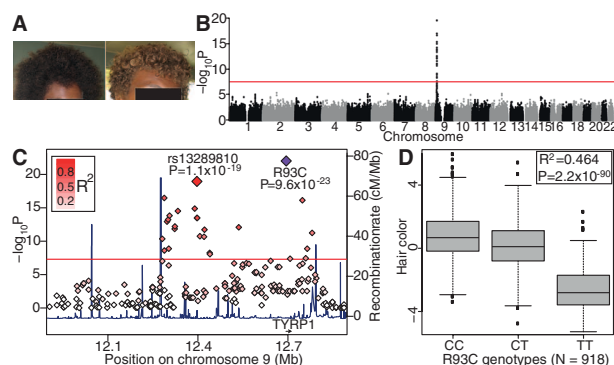 A
B
−log10P
20
15
10
5
0
1 2 3 4 5 6 7 8 9 10 11 12 13 14 15 16 18 20 22
Chromosome
C
R2
0.8
0.5
0.2
rs13289810
P=1.1x10-19
R93C
P=9.6x10-23
−log10P
20
15
10
5
0
80
60
40
20
0
Recombinationrate (cM/Mb)
TYRP1
12.1 12.4 12.7
Position on chromosome 9 (Mb)
D
R2=0.464
P=2.2x10-90
Hair color
4
0
−4
CC CT TT
R93C genotypes (N = 918)